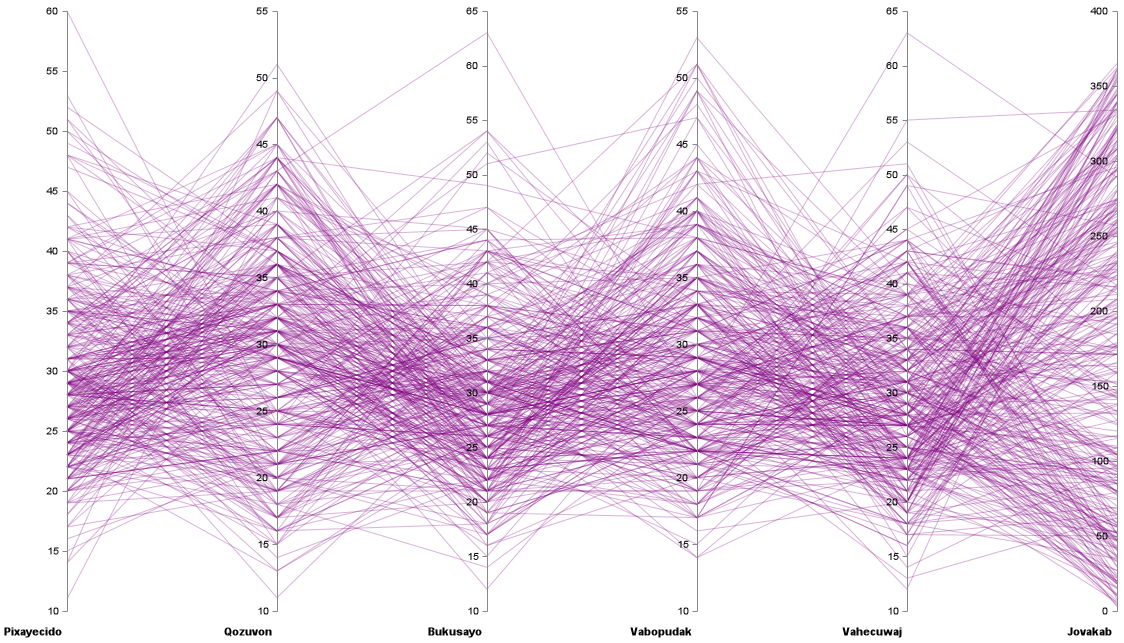 60 55 65 55 65 400
55 50 60 50 60 350
50 45 55 45 55 300
45 40 50 40 50 250
40 35 45 35 45 200
35 30 40 30 40 150
30 25 35 25 35 100
25 20 30 20 30 50
20 15 25 15 25 0
15 10 20 10 20
10 15 15
10 10
Pixayecido Qozuvon Bukusayo Vabopudak Vahecuwaj Jovakab